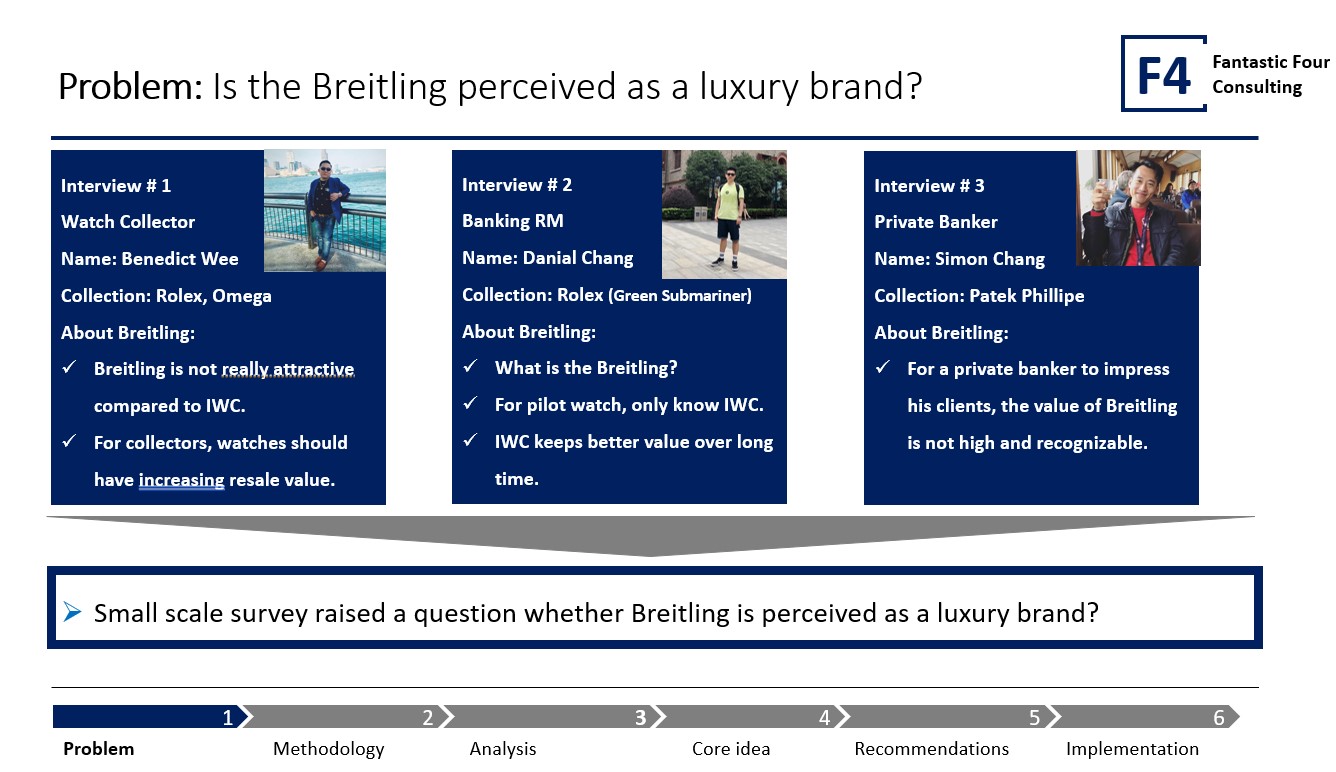 Problem: Is the Breitling perceived as a luxury brand?
F4
Fantastic Four
Consulting
Interview # 1
Watch Collector
Name: Benedict Wee
Collection: Rolex, Omega
About Breitling:
✓ Breitling is not really attractive
compared to IWC.
✓ For collectors, watches should
have increasing resale value.
Interview # 2
Banking RM
Name: Danial Chang
Collection: Rolex (Green Submariner)
About Breitling:
✓ What is the Breitling?
✓ For pilot watch, only know IWC.
✓ IWC keeps better value over long
time.
Interview # 3
Private Banker
Name: Simon Chang
Collection: Patek Phillipe
About Breitling:
✓ For a private banker to impress
his clients, the value of Breitling
is not high and recognizable.
➢ Small scale survey raised a question whether Breitling is perceived as a luxury brand?
1
2
3
4
5
6
Problem
Methodology
Analysis
Core idea
Recommendations
Implementation